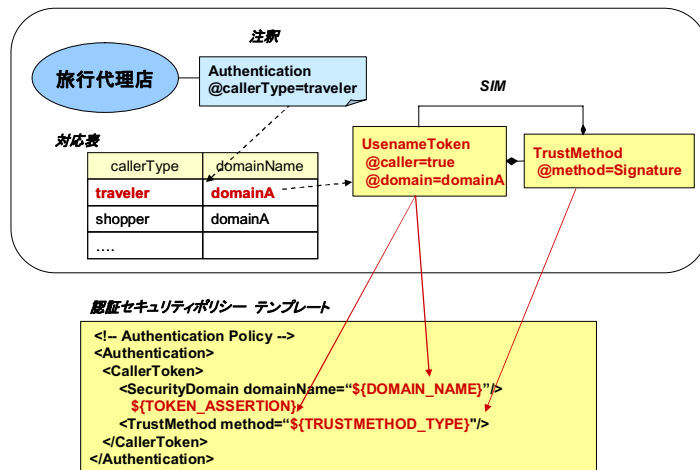 注釈
旅行代理店
Authentication
@callerType=traveler
SIM
対応表
callerType domainName
traveler domainA
shopper domainA
....
UsenameToken
@caller=true
@domain=domainA
TrustMethod
@method=Signature
認証セキュリティポリシー テンプレート
<!-- Authentication Policy -->
<Authentication>
<CallerToken>
<SecurityDomain domainName=“${DOMAIN_NAME}”/>
${TOKEN_ASSERTION}
<TrustMethod method=“${TRUSTMETHOD_TYPE}"/>
</CallerToken>
</Authentication>